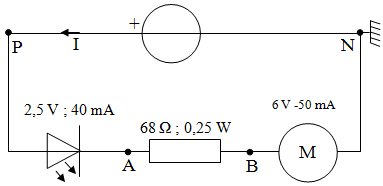 +
P
I
N
2,5 V ; 40 mA
68 Ω ; 0,25 W
6 V -50 mA
A
B
M